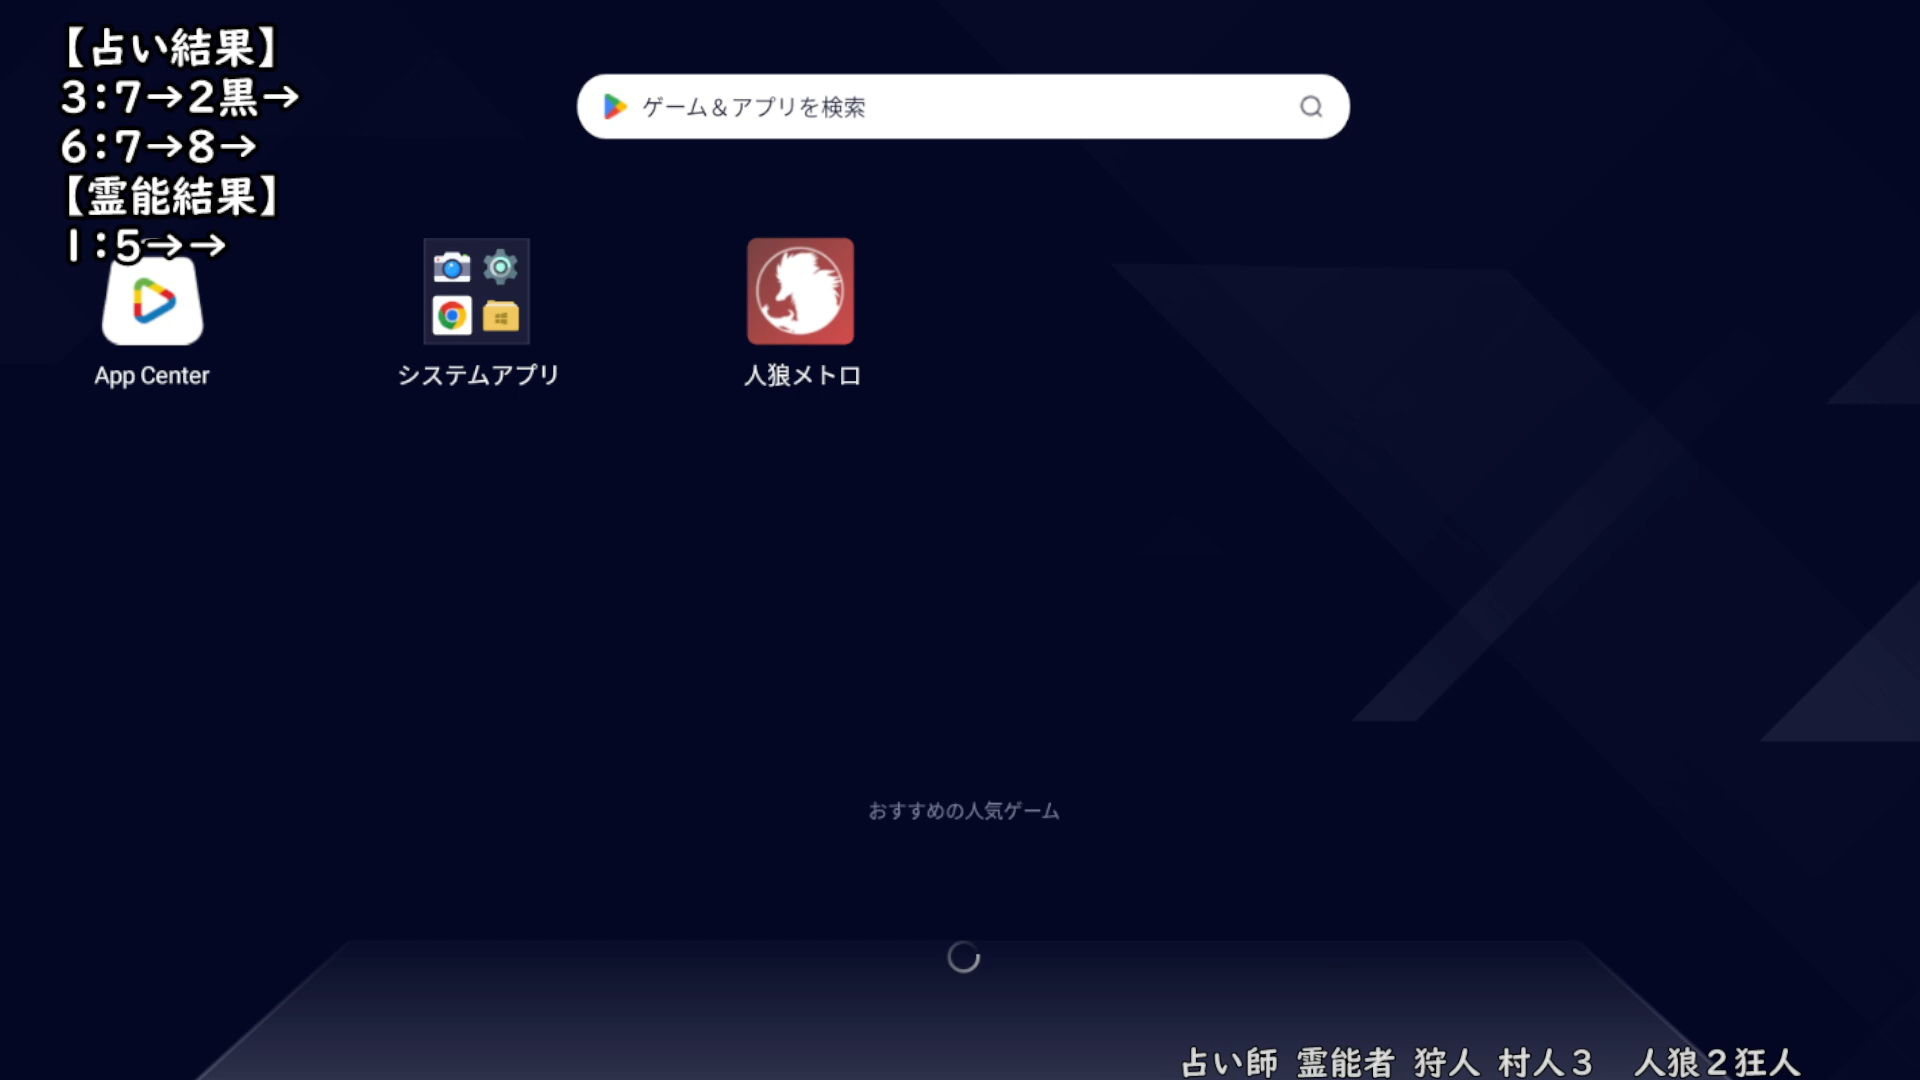 【占い結果】
3:7→2黒→
6:7→8→
【霊能結果】
1:5→→
ゲーム＆アプリを検索
App Center
システムアプリ
人狼メトロ
おすすめの人気ゲーム
占い師 霊能者 狩人 村人3　人狼2狂人